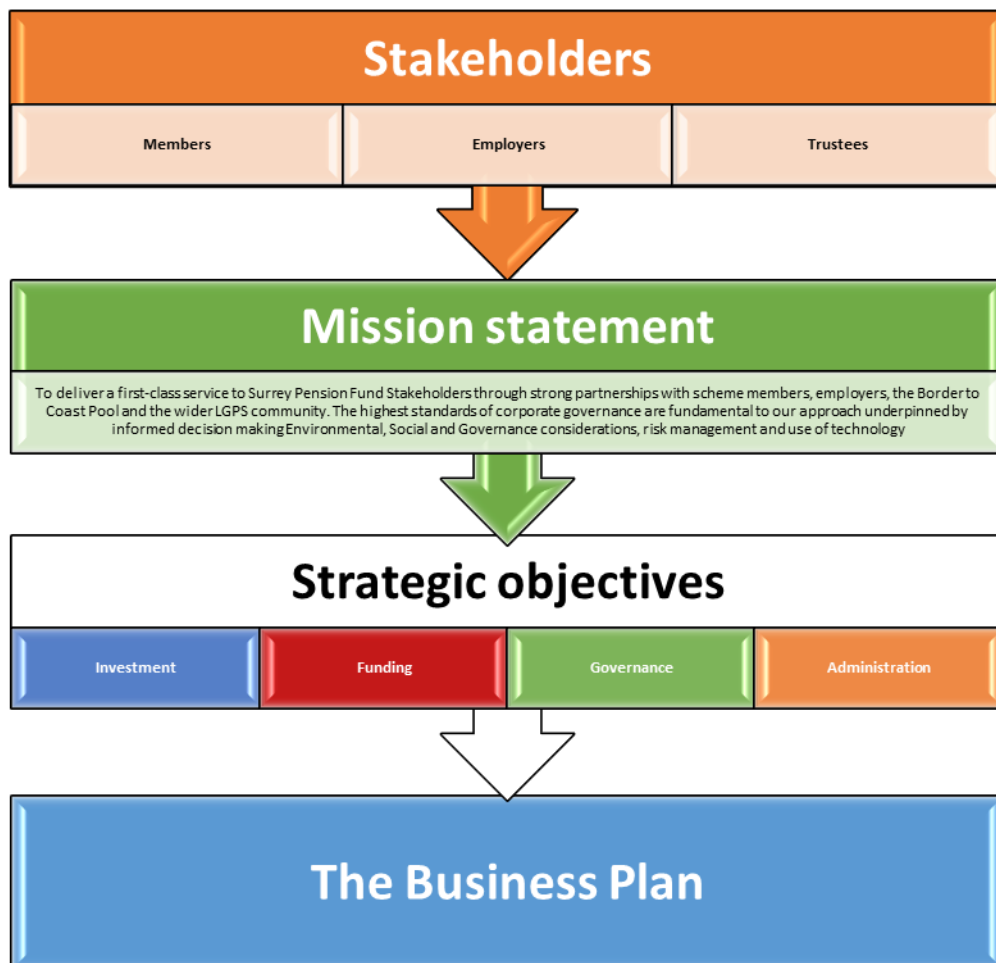 Stakeholders
Members
Employers
Trustees
Mission statement
To deliver a first-class service to Surrey Pension Fund Stakeholders through strong partnerships with scheme members, employers, the Border to
Coast Pool and the wider LGPS community. The highest standards of corporate governance are fundamental to our approach underpinned by
informed decision making Environmental, Social and Governance considerations, risk management and use of technology
Strategic objectives
Investment
Funding
Governance
Administration
The Business Plan